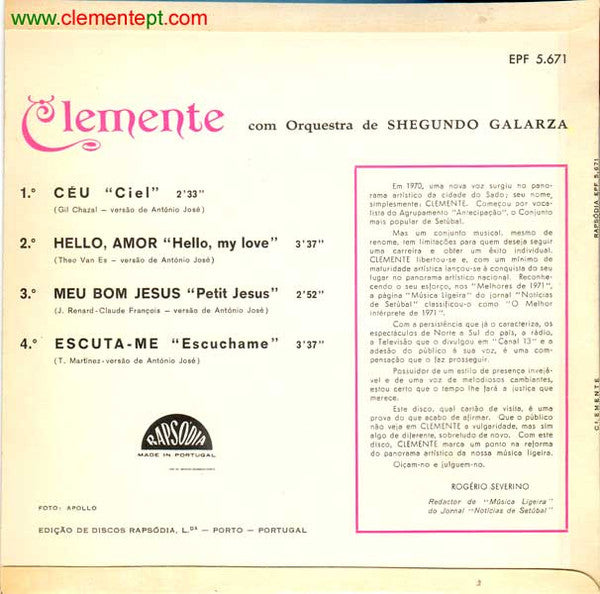 www.clementept.com
EPF 5.671
Clemente com Orquestra de SHEGUNDO GALARZA
1.º CÉU "Ciel" 2'33"
(Gil Chazal — versão de António José)
2.º HELLO, AMOR "Hello, my love" 3'37"
(Theo Van Es — versão de António José)
3.º MEU BOM JESUS "Petit Jesus" 2'52"
(J. Renard-Claude François — versão de António José)
4.º ESCUTA-ME "Escuchame" 3'37"
(T. Martinez-versão de António José)
RAPSÓDIA
MADE IN PORTUGAL
FOTO: APOLLO
EDIÇÃO DE DISCOS RAPSÓDIA, L.DA — PORTO — PORTUGAL
Em 1970, uma nova voz surgiu no pano-
rama artístico da cidade do Sado; seu nome,
simplesmente: CLEMENTE. Começou por voca-
lista do Agrupamento "Antecipação", o Conjunto
mais popular de Setúbal.
Mas um conjunto musical, mesmo de
renome, tem limitações para quem deseja seguir
uma carreira e obter um êxito individual.
CLEMENTE libertou-se e, com um mínimo de
maturidade artística lançou-se à conquista do seu
lugar no panorama artístico nacional. Reconhe-
cendo o seu esforço, nos "Melhores de 1971",
a página "Música Ligeira" do jornal "Notícias
de Setúbal" classificou-o como "O Melhor
intérprete de 1971".
Com a persistência que já o caracteriza, os
espectáculos de Norte a Sul do país, a rádio,
a Televisão que o divulgou em "Canal 13" e a
adesão do público à sua voz, é uma compen-
sação que o faz prosseguir.
Possuidor de um estilo de presença invejá-
vel e de uma voz de melodiosos cambiantes,
estou certo que o tempo lhe fará a justiça que
merece.
Este disco, qual cartão de visita, é uma
prova do que acabo de afirmar. Que o público
não veja em CLEMENTE a vulgaridade, mas sim
algo de diferente, sobretudo de novo. Com este
disco, CLEMENTE marca um ponto na reforma
do panorama artístico da nossa música ligeira.
Oiçam-no e julguem-no.
ROGÉRIO SEVERINO
Redactor de "Música Ligeira"
do Jornal "Notícias de Setúbal"
RAPSÓDIA EPF 5.671
CLEMENTE